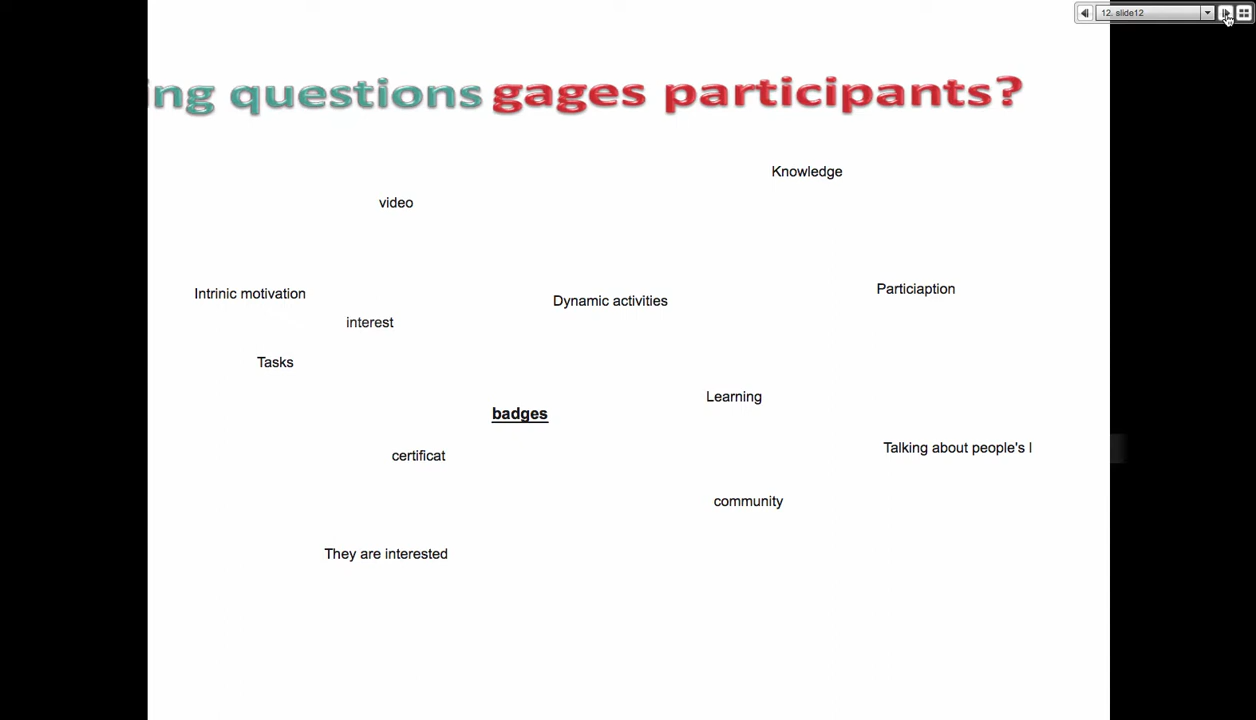 12. slide12
ing questions gages participants?
Knowledge
video
Intrinic motivation
Dynamic activities
Particiaption
interest
Tasks
Learning
badges
certificat
Talking about people's l
community
They are interested